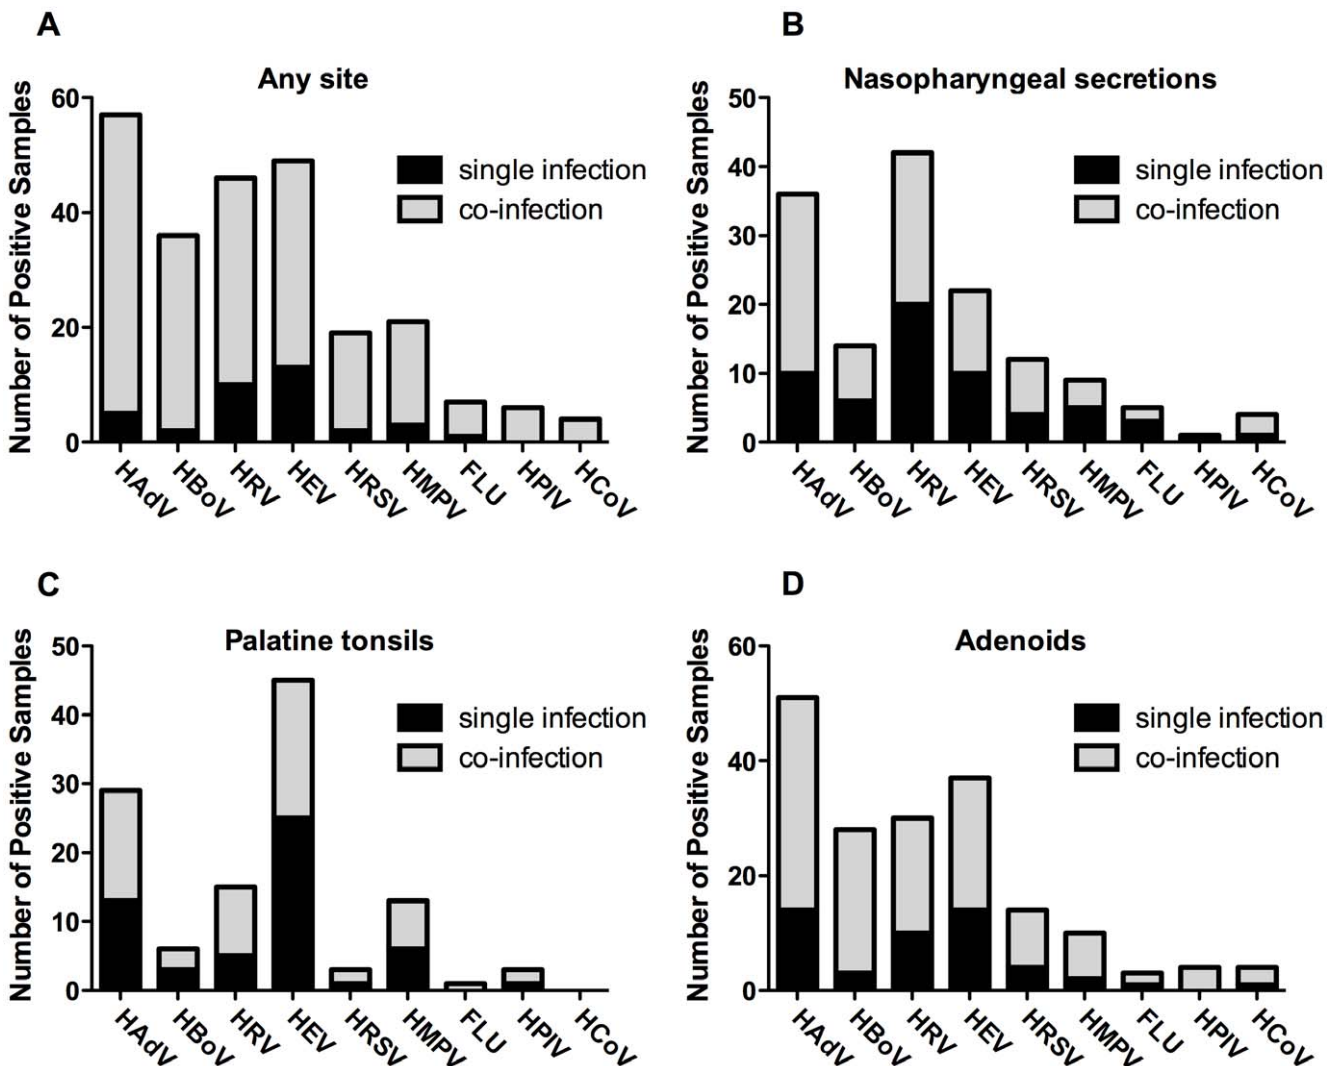 A
Any site
Number of Positive Samples
60
40
20
0
single infection
co-infection
HAdV
HBoV
HRV
HEV
HRSV
HMPV
FLU
HPIV
HCoV
B
Nasopharyngeal secretions
Number of Positive Samples
50
40
30
20
10
0
single infection
co-infection
HAdV
HBoV
HRV
HEV
HRSV
HMPV
FLU
HPIV
HCoV
C
Palatine tonsils
Number of Positive Samples
50
40
30
20
10
0
single infection
co-infection
HAdV
HBoV
HRV
HEV
HRSV
HMPV
FLU
HPIV
HCoV
D
Adenoids
Number of Positive Samples
60
40
20
0
single infection
co-infection
HAdV
HBoV
HRV
HEV
HRSV
HMPV
FLU
HPIV
HCoV